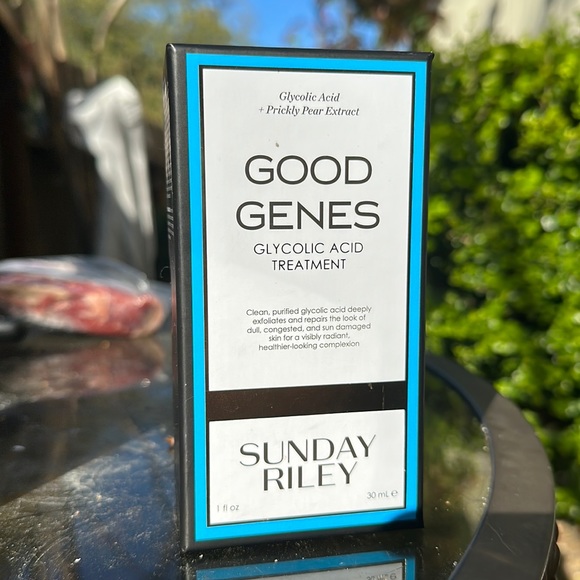 Glycolic Acid
+ Prickly Pear Extract
GOOD
GENES
GLYCOLIC ACID
TREATMENT
Clean, purified glycolic acid deeply
exfoliates and repairs the look of
dull, congested, and sun damaged
skin for a visibly radiant,
healthier-looking complexion
SUNDAY
RILEY
1 fl oz
30 mL ℮